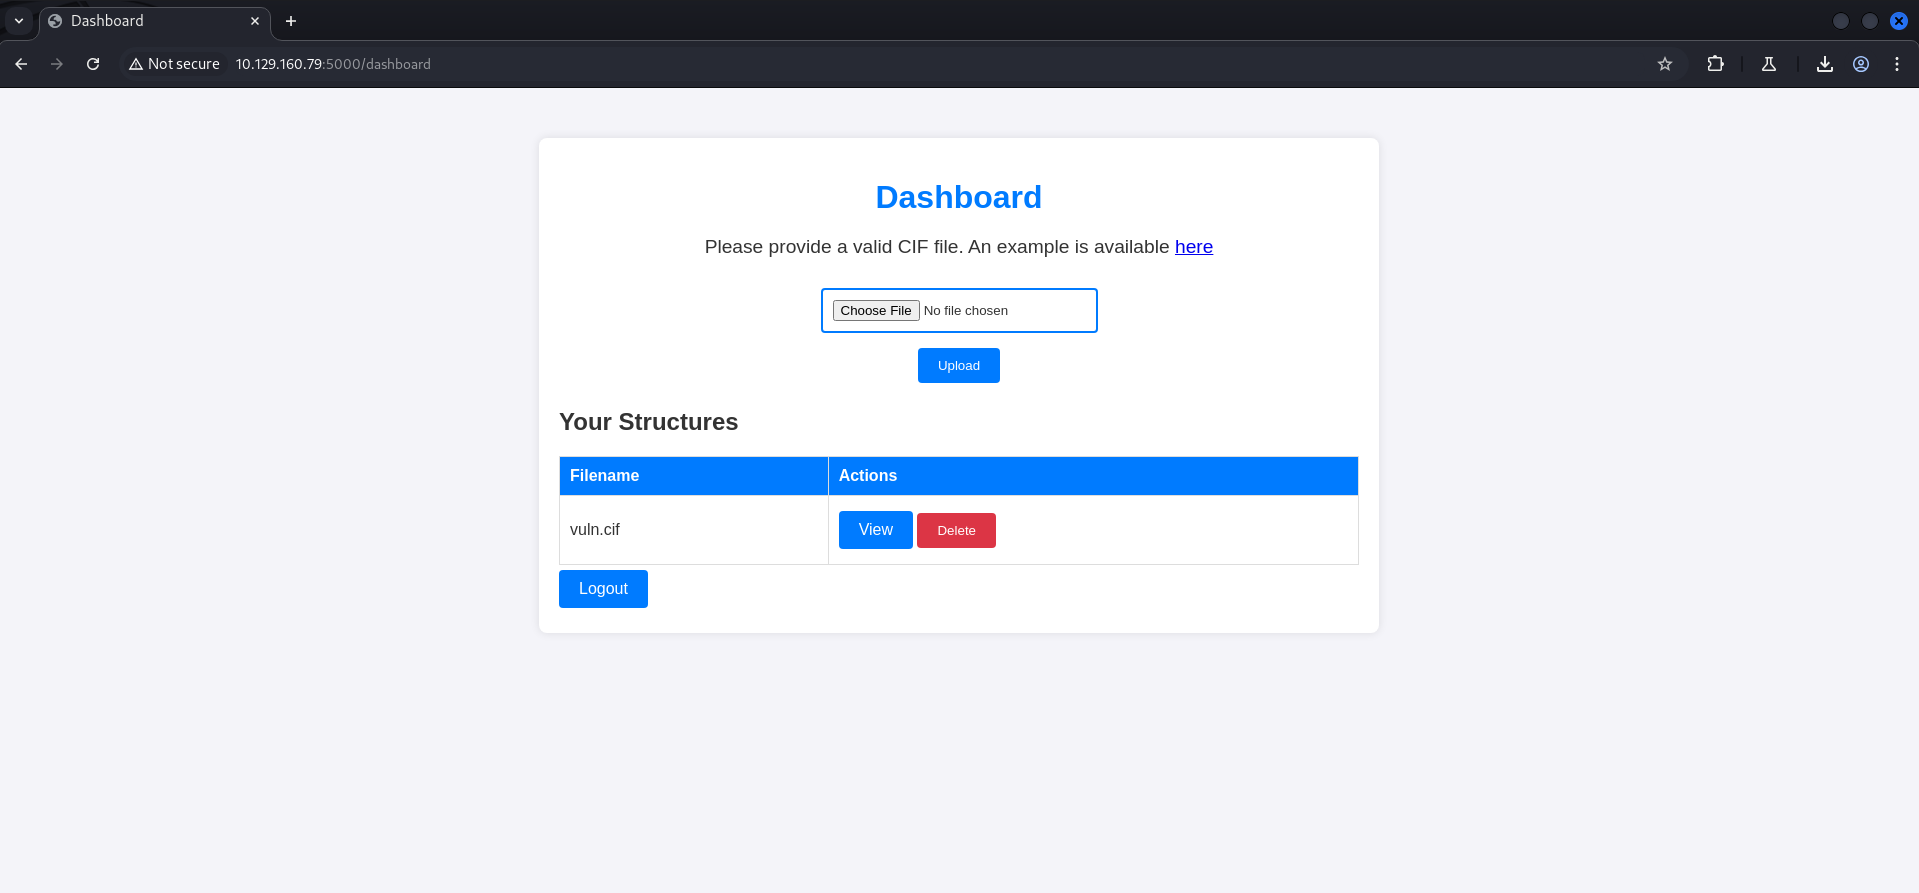 Dashboard
Not secure 10.129.160.79:5000/dashboard
Dashboard
Please provide a valid CIF file. An example is available here
Choose File No file chosen
Upload
Your Structures
Filename Actions
vuln.cif View Delete
Logout